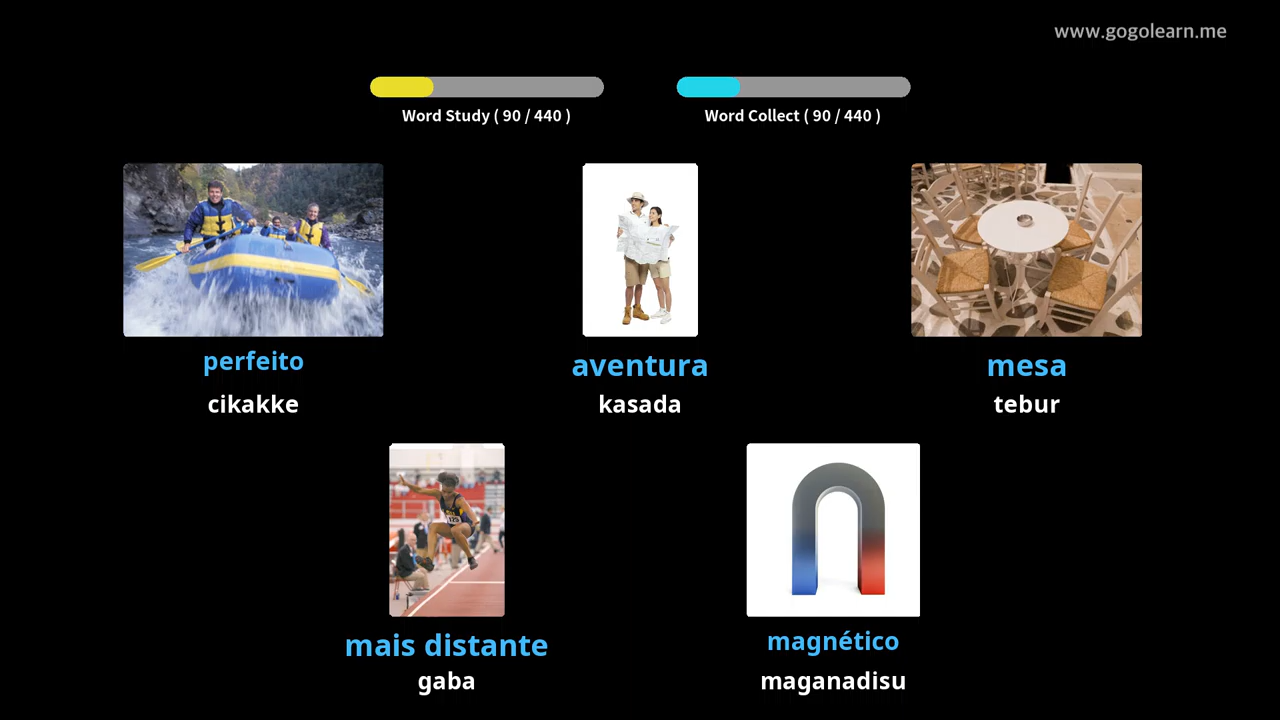 www.gogolearn.me
Word Study ( 90 / 440 )
Word Collect ( 90 / 440 )
perfeito
cikakke
aventura
kasada
mesa
tebur
mais distante
gaba
magnético
maganadisu